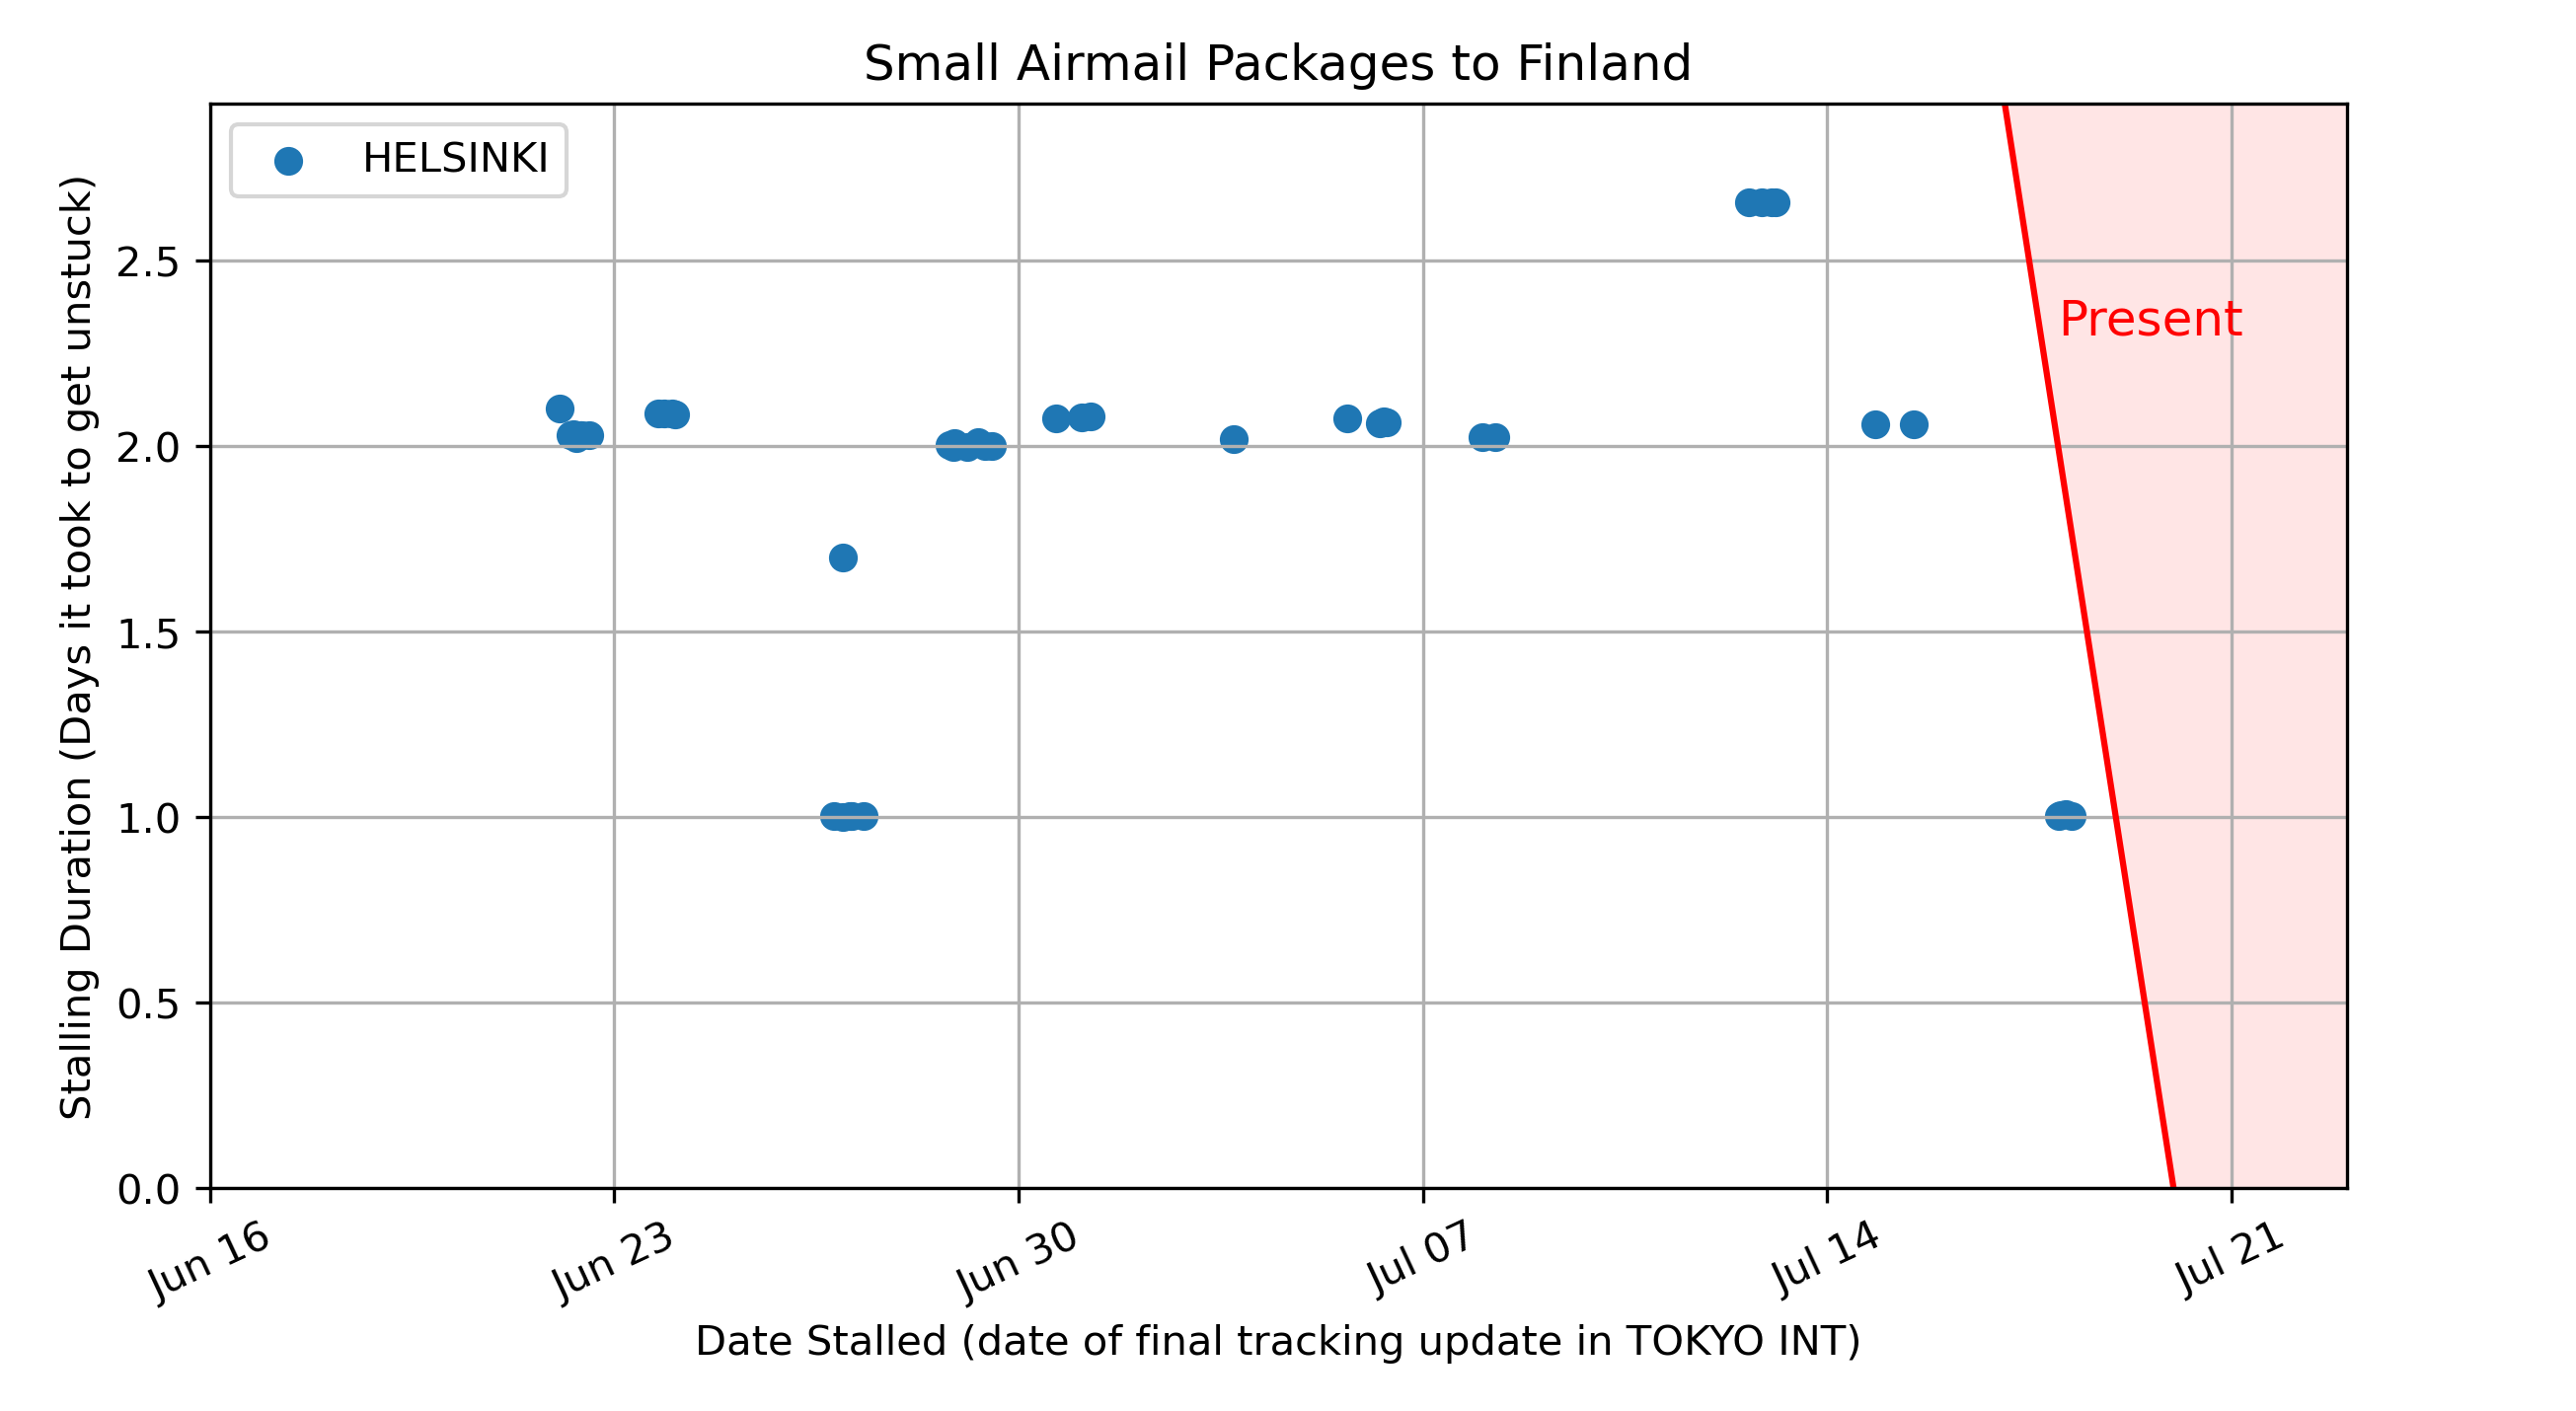 Small Airmail Packages to Finland
HELSINKI
Present
Stalling Duration (Days it took to get unstuck)
2.5
2.0
1.5
1.0
0.5
0.0
Jun 16
Jun 23
Jun 30
Jul 07
Jul 14
Jul 21
Date Stalled (date of final tracking update in TOKYO INT)